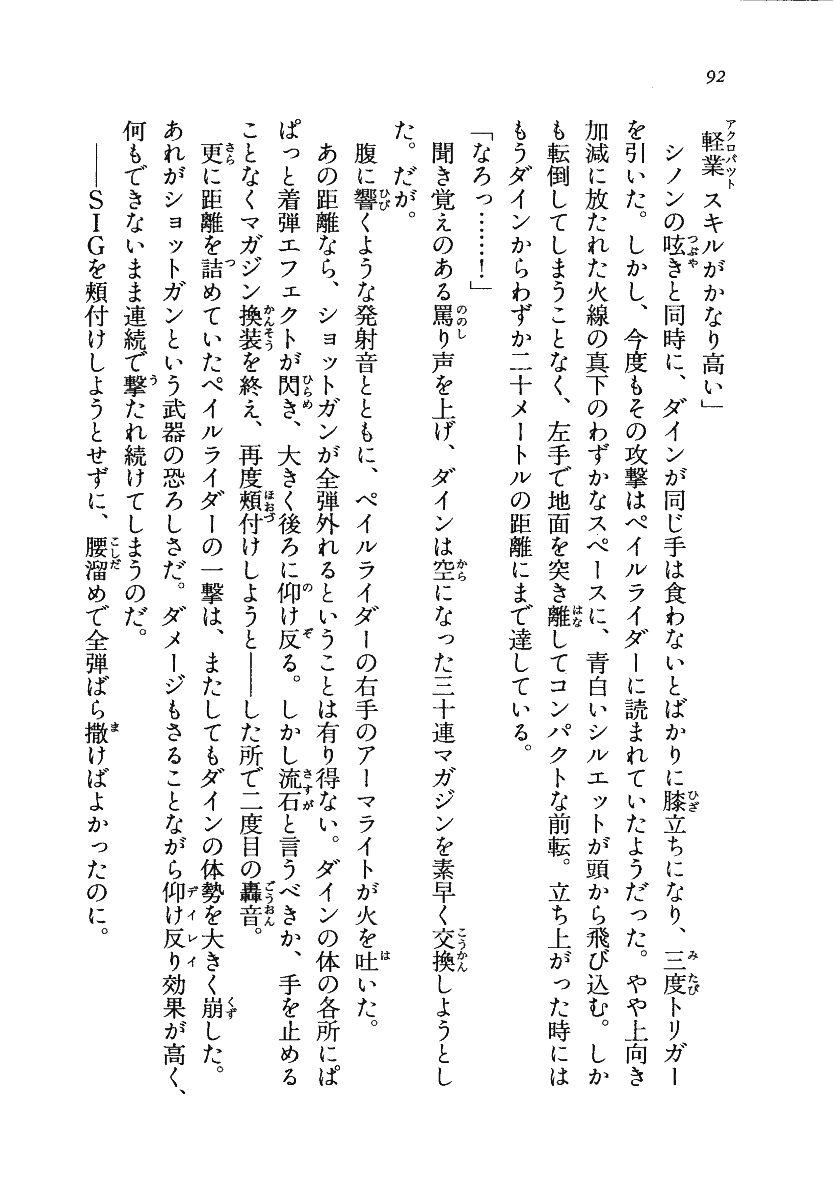 92
軽業スキルがかなり高い」
シノンの呟きと同時に、ダインが同じ手は食わないとばかりに膝立ちになり、三度トリガー
を引いた。しかし、今度もその攻撃はペイルライダーに読まれていたようだった。やや上向き
加減に放たれた火線の真下のわずかなスペースに、青白いシルエットが頭から飛び込む。しか
も転倒してしまうことなく、左手で地面を突き離してコンパクトな前転。立ち上がった時には
もうダインからわずか二十メートルの距離にまで達している。
「なろっ……！」
聞き覚えのある罵り声を上げ、ダインは空になった三十連マガジンを素早く交換しようとし
た。だが。
腹に響くような発射音とともに、ペイルライダーの右手のアーマライトが火を吐いた。
あの距離なら、ショットガンが全弾外れるということは有り得ない。ダインの体の各所にぱ
ぱっと着弾エフェクトが閃き、大きく後ろに仰け反る。しかし流石と言うべきか、手を止める
ことなくマガジン換装を終え、再度頬付けしようと――した所で二度目の轟音。
更に距離を詰めていたペイルライダーの一撃は、またしてもダインの体勢を大きく崩した。
あれがショットガンという武器の恐ろしさだ。ダメージもさることながら仰け反り効果が高く、
何もできないまま連続で撃たれ続けてしまうのだ。
――ＳＩＧを頬付けしようとせずに、腰溜めで全弾ばら撒けばよかったのに。